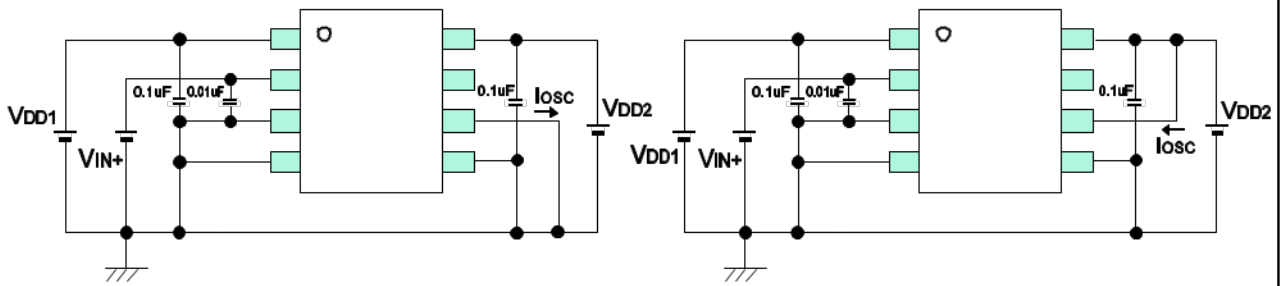 0.1uF 0.01uF 0.1uF IOSC
VDD1 VDD2
VIN+
0.1uF 0.01uF 0.1uF
VDD2
IOSC
VDD1 VIN+